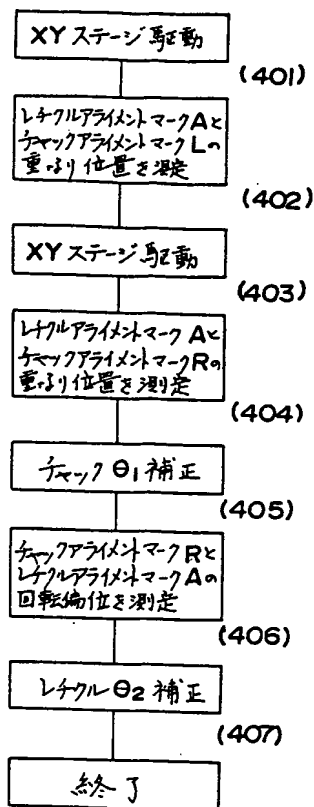 XYステージ駆動
(401)
レチクルアライメントマークAと
チャックアライメントマークLの
重なり位置を測定
(402)
XYステージ駆動
(403)
レチクルアライメントマークAと
チャックアライメントマークRの
重なり位置を測定
(404)
チャックθ1補正
(405)
チャックアライメントマークRと
レチクルアライメントマークAの
回転偏位を測定
(406)
レチクルθ2補正
(407)
終了